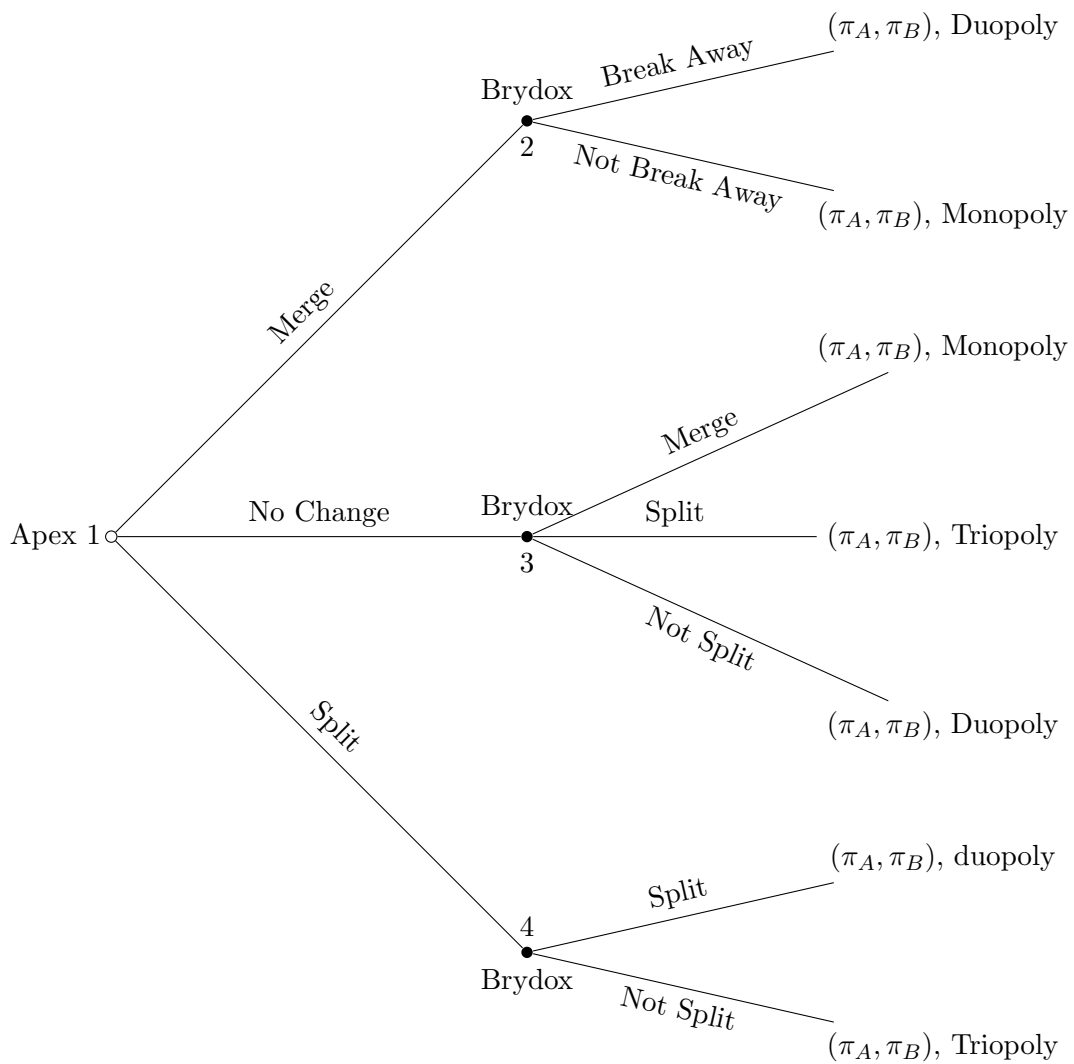 (π_A, π_B), Duopoly
Break Away
Brydox
2
Not Break Away
(π_A, π_B), Monopoly
Merge
(π_A, π_B), Monopoly
Merge
No Change
Brydox
Split
Apex 1
(π_A, π_B), Triopoly
3
Not Split
Split
(π_A, π_B), Duopoly
(π_A, π_B), duopoly
Split
4
Brydox
Not Split
(π_A, π_B), Triopoly